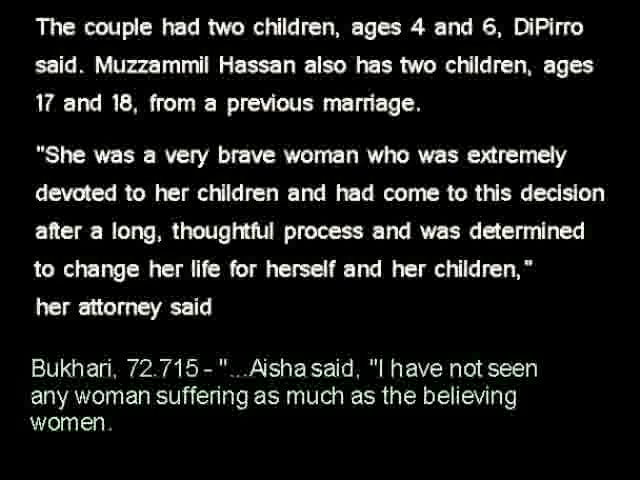 The couple had two children, ages 4 and 6, DiPirro
said. Muzzammil Hassan also has two children, ages
17 and 18, from a previous marriage.
"She was a very brave woman who was extremely
devoted to her children and had come to this decision
after a long, thoughtful process and was determined
to change her life for herself and her children,"
her attorney said
Bukhari, 72.715 - "...Aisha said, "I have not seen
any woman suffering as much as the believing
women.